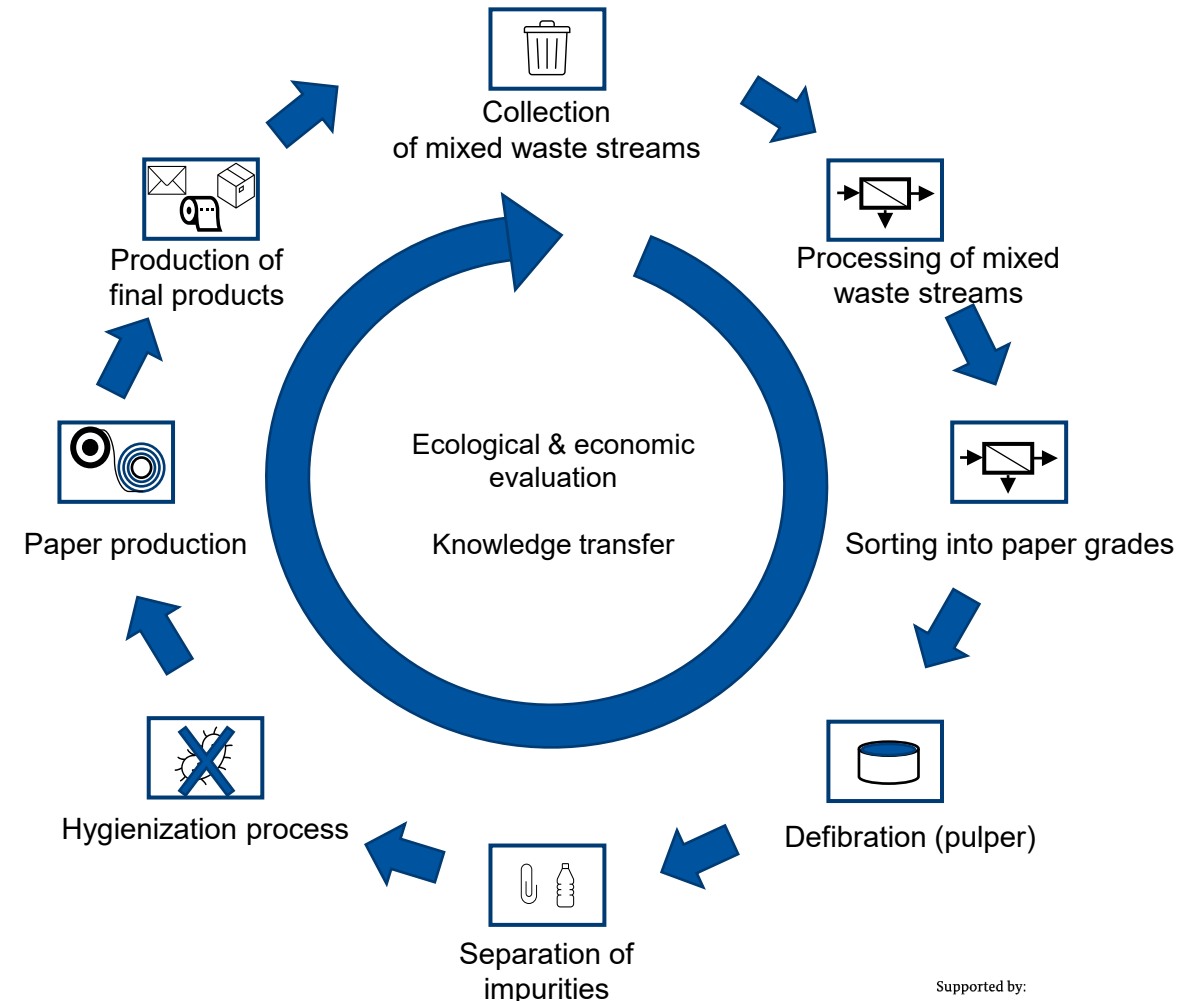 Collection
of mixed waste streams
Processing of mixed
waste streams
Sorting into paper grades
Defibration (pulper)
Separation of
impurities
Hygienization process
Paper production
Production of
final products
Ecological & economic
evaluation
Knowledge transfer
Supported by: